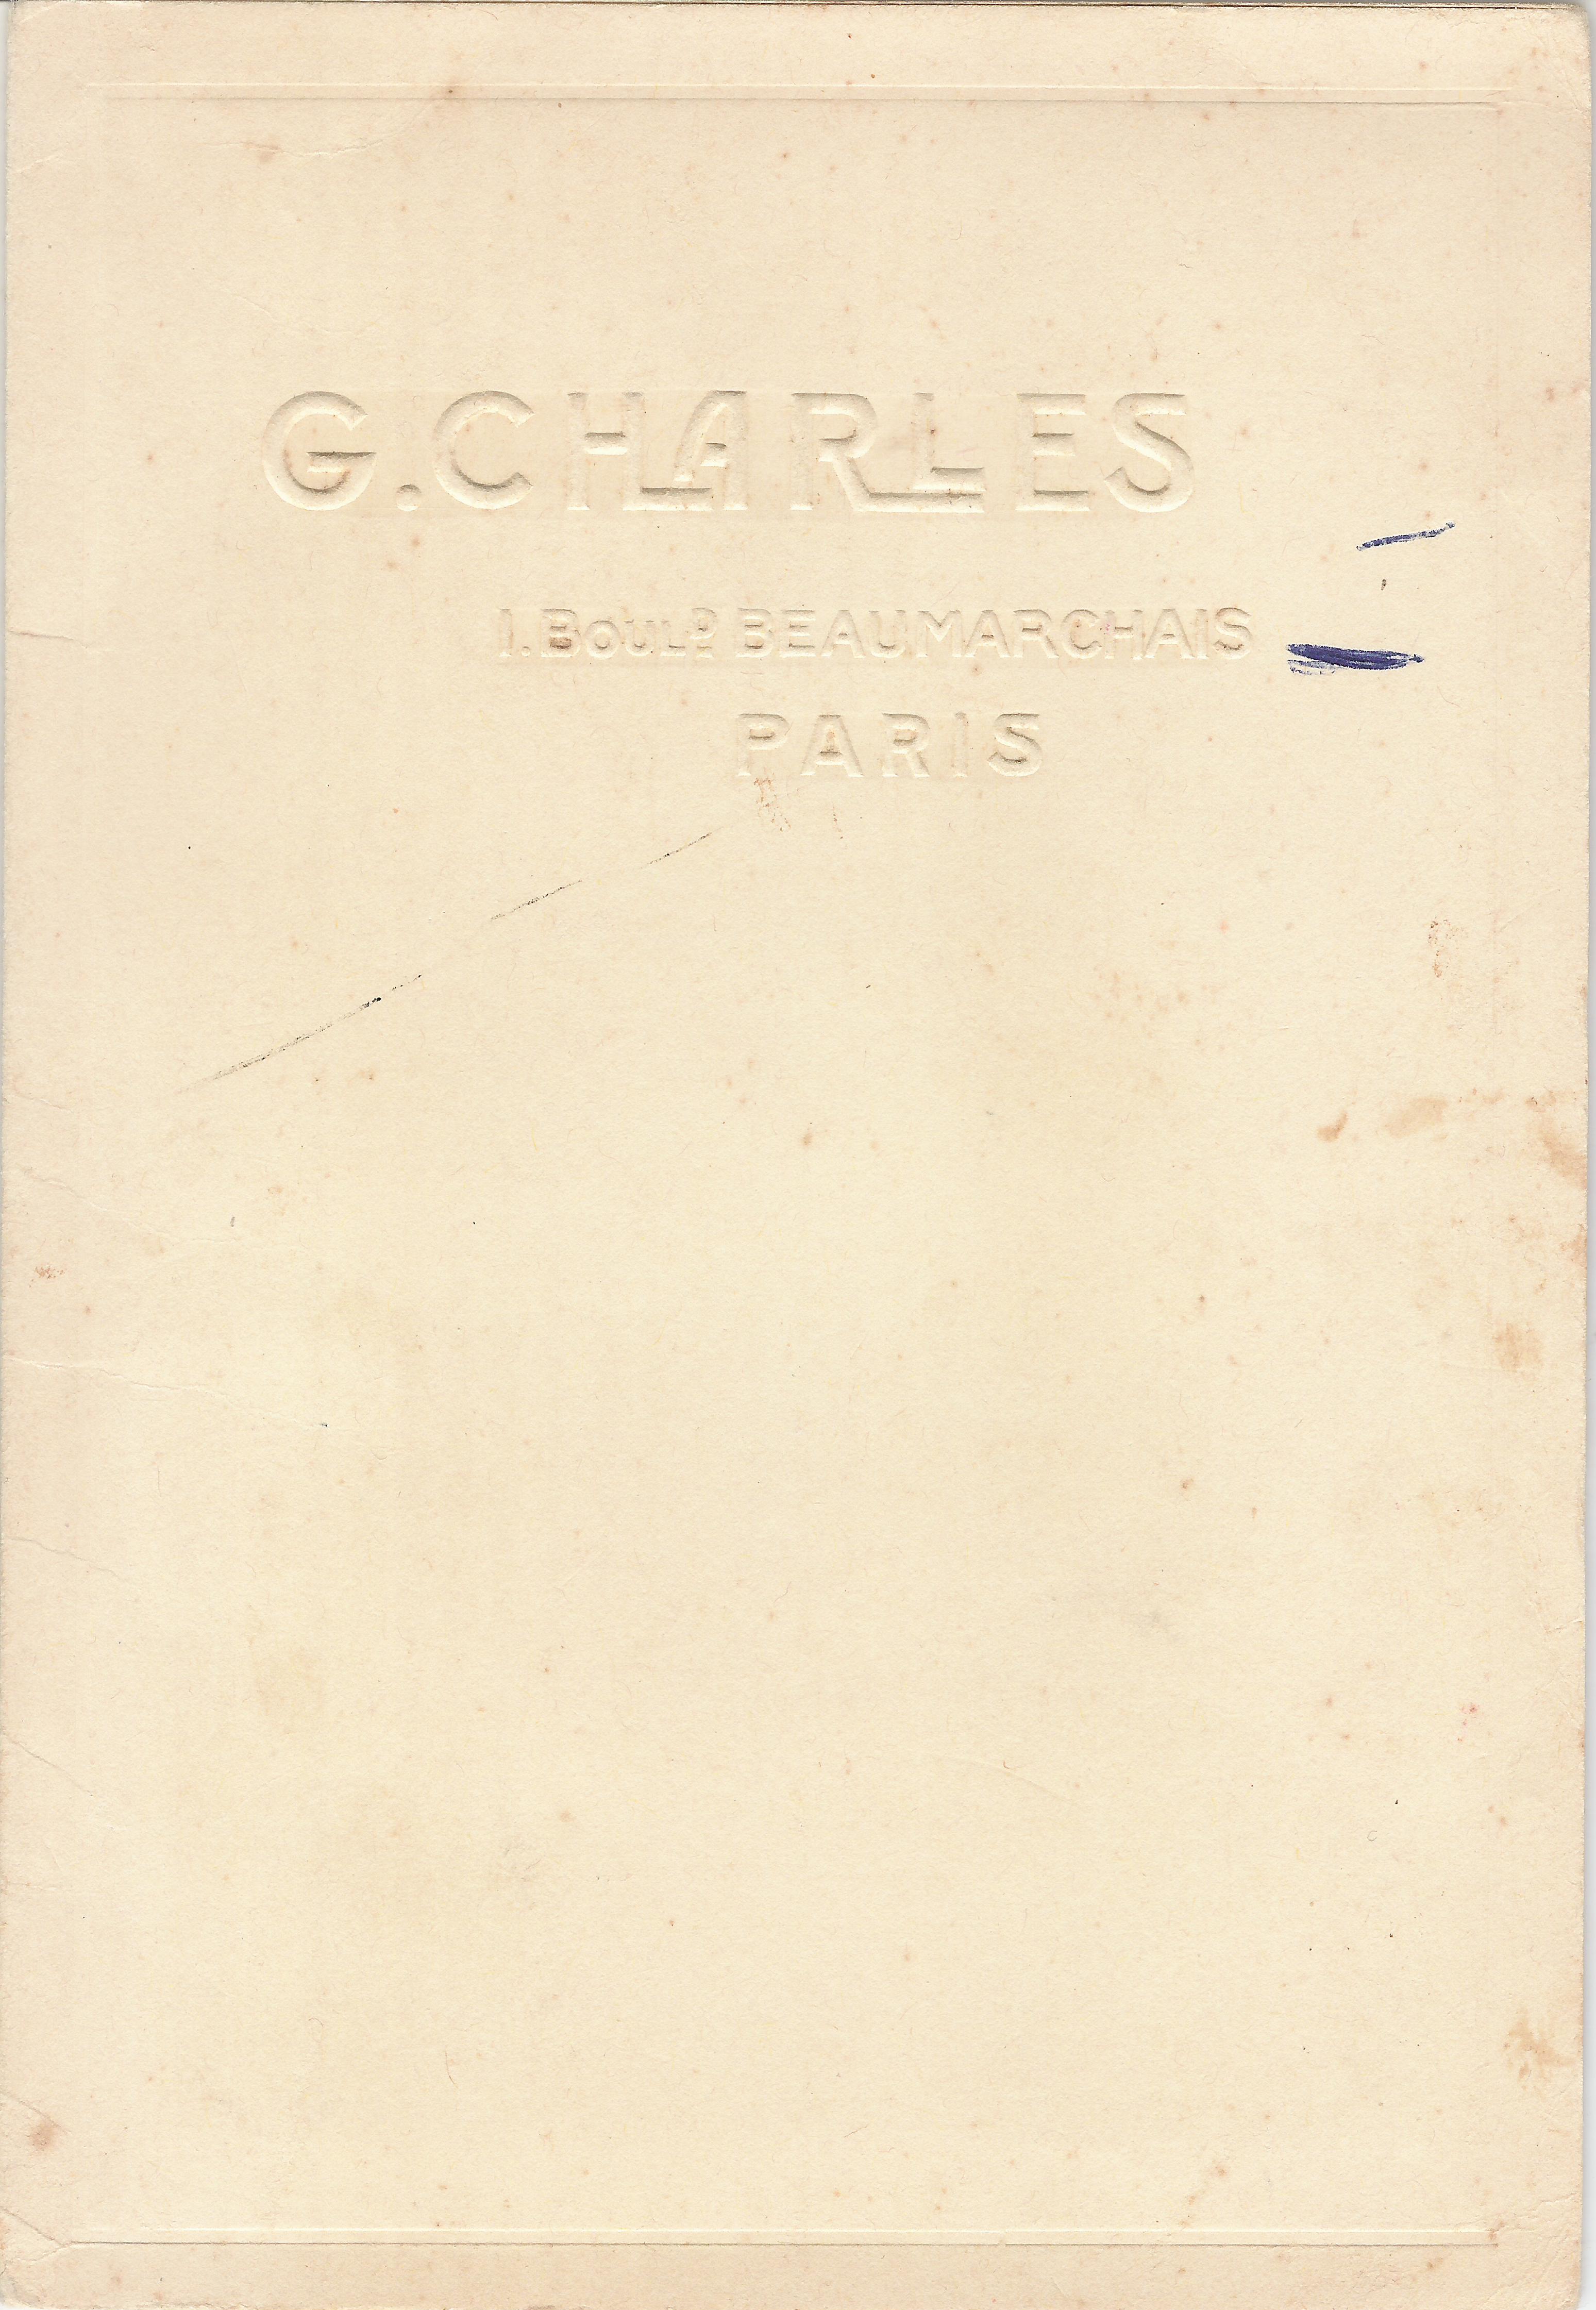 G. CHARLES
1. BOULD BEAUMARCHAIS
PARIS